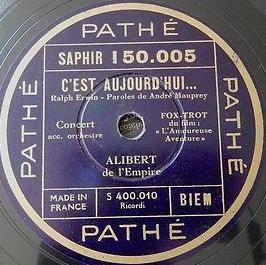 PATHÉ
SAPHIR 150.005
C'EST AUJOURD'HUI...
Ralph Erwin - Paroles de André Mauprey
Concert
acc. orchestre
FOX-TROT
du film :
« L'Amoureuse
Aventure »
ALIBERT
de l'Empire
MADE IN
FRANCE
S 400.010
Ricordi
BIEM
PATHÉ
PATHÉ
PATHÉ